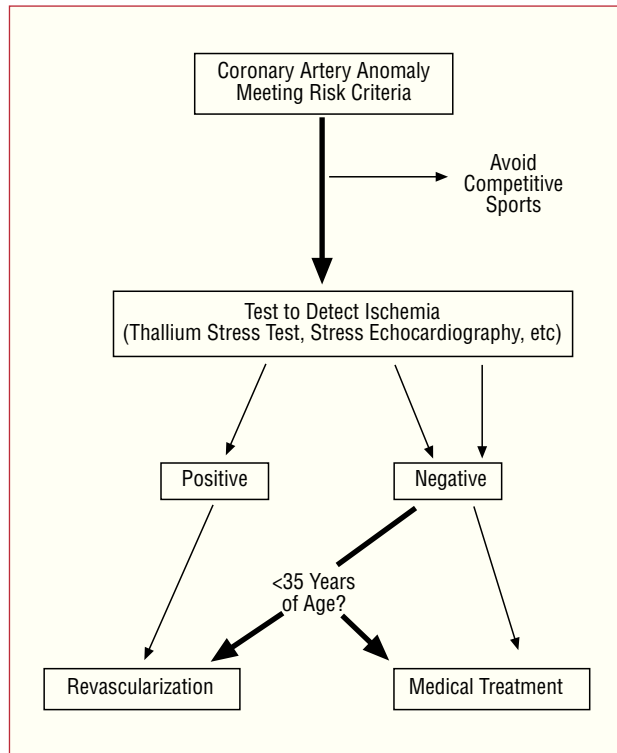 Coronary Artery Anomaly
Meeting Risk Criteria
Avoid
Competitive
Sports
Test to Detect Ischemia
(Thallium Stress Test, Stress Echocardiography, etc)
Positive
Negative
<35 Years
of Age?
Revascularization
Medical Treatment